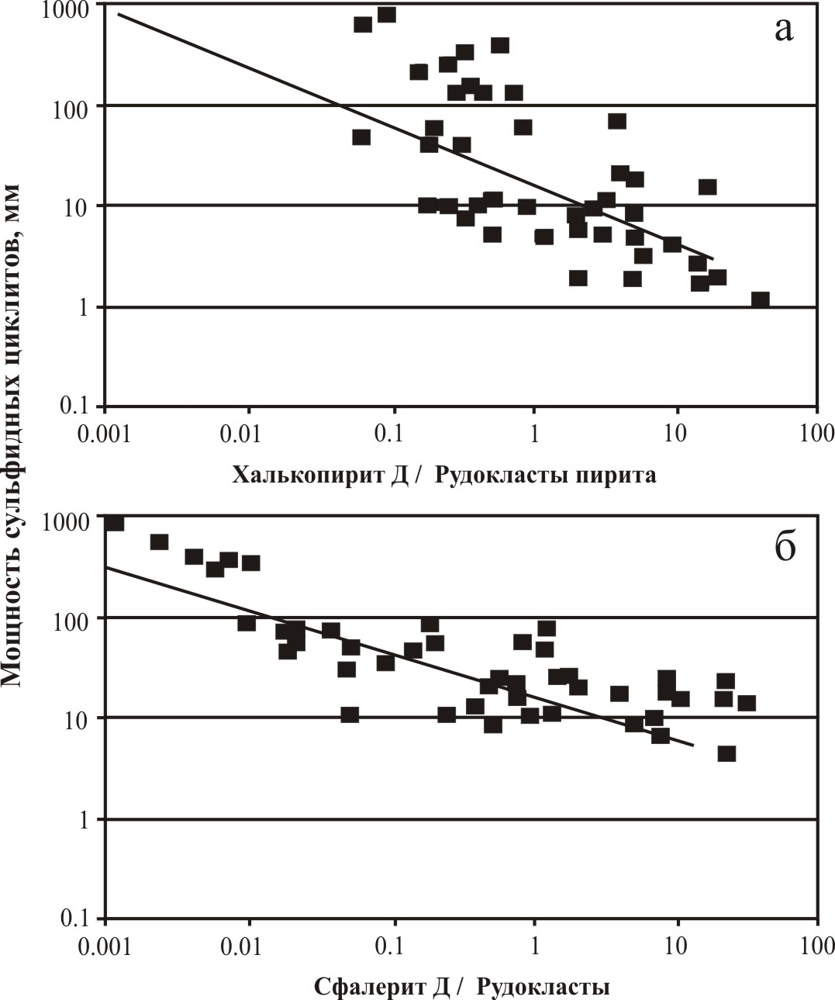 Мощность сульфидных циклитов, мм
а
1000
100
10
1
0.1
0.001 0.01 0.1 1 10 100
Халькопирит Д / Рудокласты пирита
б
1000
100
10
1
0.1
0.001 0.01 0.1 1 10 100
Сфалерит Д / Рудокласты